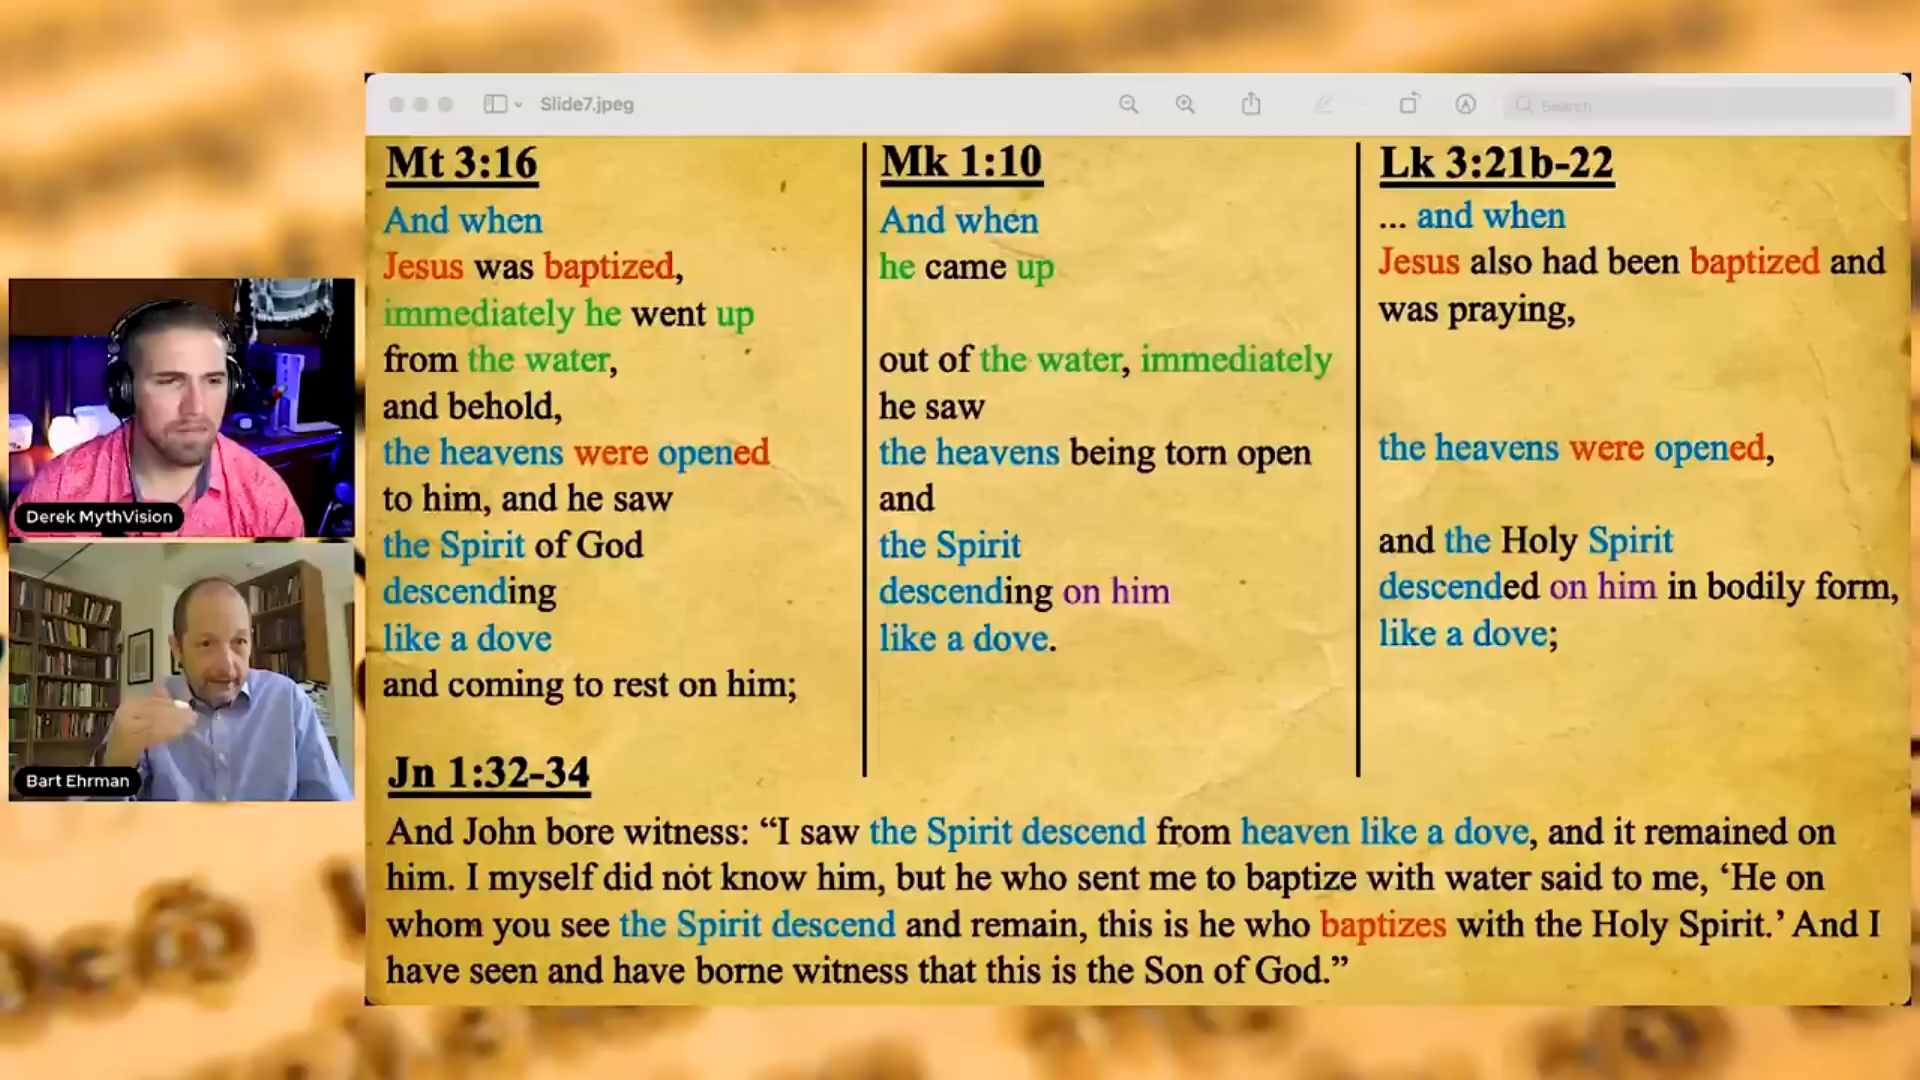 Slide7.jpeg
Search
Mt 3:16
And when
Jesus was baptized,
immediately he went up
from the water,
and behold,
the heavens were opened
to him, and he saw
the Spirit of God
descending
like a dove
and coming to rest on him;
Mk 1:10
And when
he came up
out of the water, immediately
he saw
the heavens being torn open
and
the Spirit
descending on him
like a dove.
Lk 3:21b-22
... and when
Jesus also had been baptized and
was praying,
the heavens were opened,
and the Holy Spirit
descended on him in bodily form,
like a dove;
Jn 1:32-34
And John bore witness: “I saw the Spirit descend from heaven like a dove, and it remained on
him. I myself did not know him, but he who sent me to baptize with water said to me, ‘He on
whom you see the Spirit descend and remain, this is he who baptizes with the Holy Spirit.’ And I
have seen and have borne witness that this is the Son of God.”
Derek MythVision
Bart Ehrman